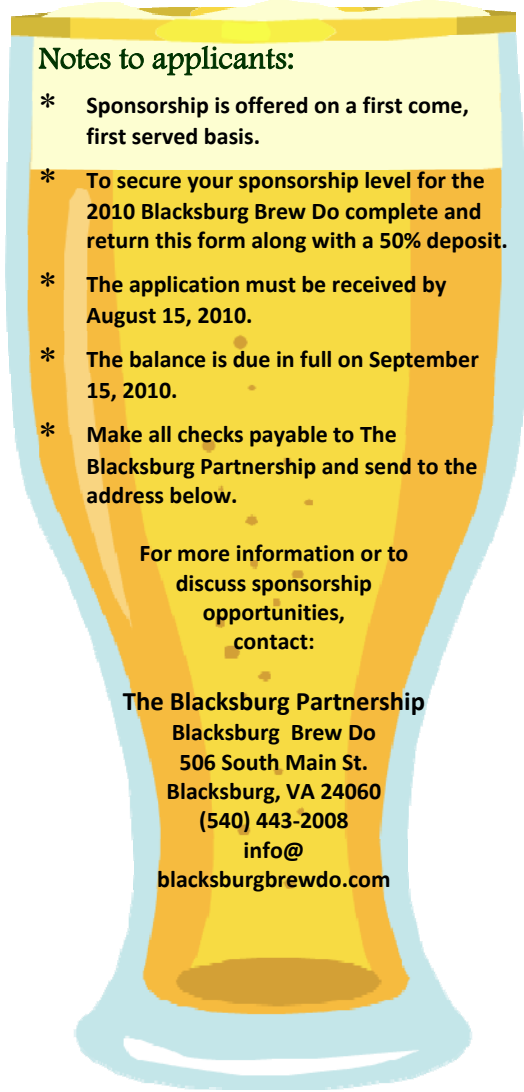 Notes to applicants:
* Sponsorship is offered on a first come,
first served basis.
* To secure your sponsorship level for the
2010 Blacksburg Brew Do complete and
return this form along with a 50% deposit.
* The application must be received by
August 15, 2010.
* The balance is due in full on September
15, 2010.
* Make all checks payable to The
Blacksburg Partnership and send to the
address below.
For more information or to
discuss sponsorship
opportunities,
contact:
The Blacksburg Partnership
Blacksburg Brew Do
506 South Main St.
Blacksburg, VA 24060
(540) 443-2008
info@
blacksburgbrewdo.com